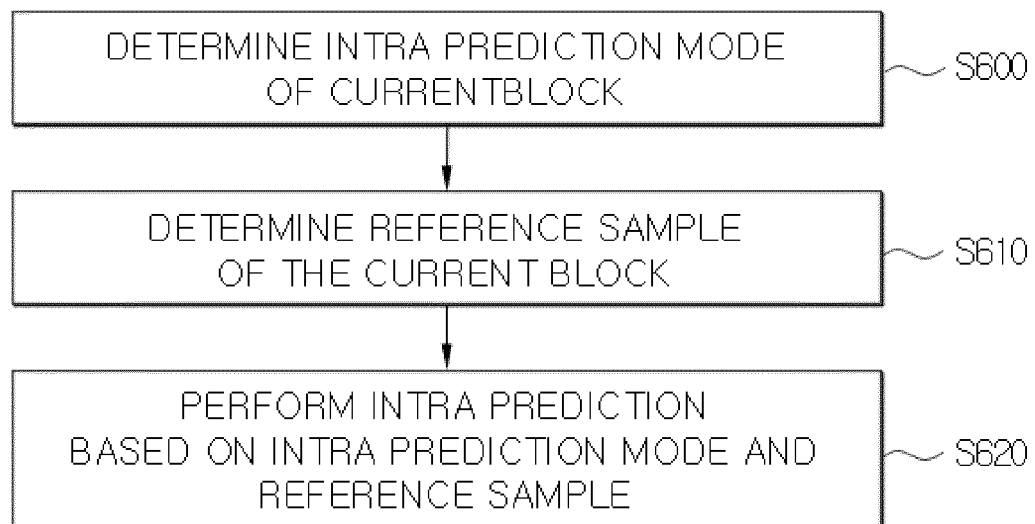 DETERMINE INTRA PREDICTION MODE
OF CURRENTBLOCK
S600
DETERMINE REFERENCE SAMPLE
OF THE CURRENT BLOCK
S610
PERFORM INTRA PREDICTION
BASED ON INTRA PREDICTION MODE AND
REFERENCE SAMPLE
S620